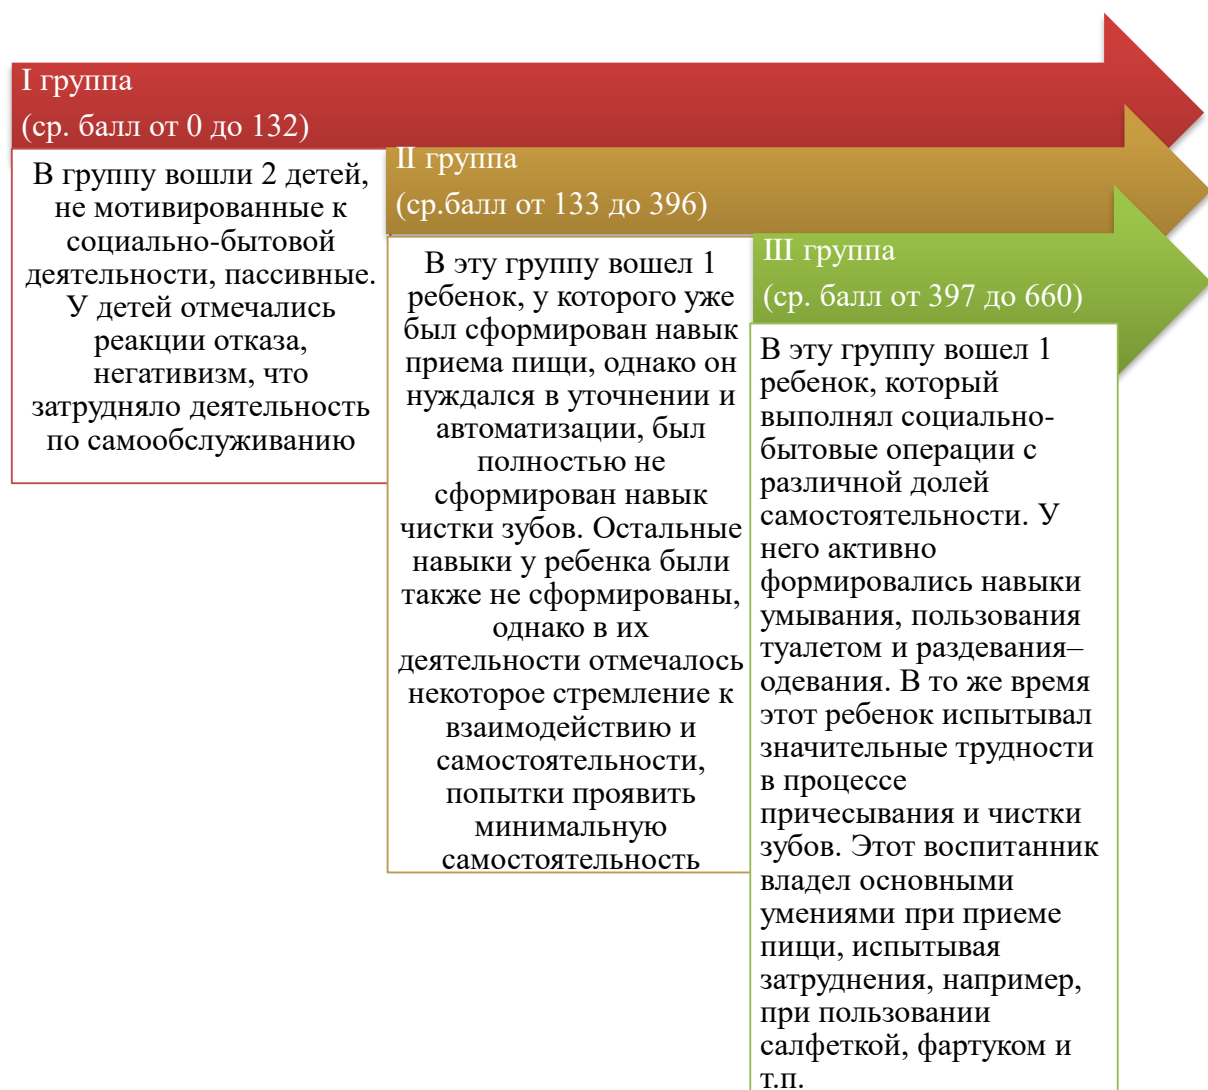 I группа
(ср. балл от 0 до 132)
В группу вошли 2 детей,
не мотивированные к
социально-бытовой
деятельности, пассивные.
У детей отмечались
реакции отказа,
негативизм, что
затрудняло деятельность
по самообслуживанию
II группа
(ср.балл от 133 до 396)
В эту группу вошел 1
ребенок, у которого уже
был сформирован навык
приема пищи, однако он
нуждался в уточнении и
автоматизации, был
полностью не
сформирован навык
чистки зубов. Остальные
навыки у ребенка были
также не сформированы,
однако в их
деятельности отмечалось
некоторое стремление к
взаимодействию и
самостоятельности,
попытки проявить
минимальную
самостоятельность
III группа
(ср. балл от 397 до 660)
В эту группу вошел 1
ребенок, который
выполнял социально-
бытовые операции с
различной долей
самостоятельности. У
него активно
формировались навыки
умывания, пользования
туалетом и раздевания–
одевания. В то же время
этот ребенок испытывал
значительные трудности
в процессе
причесывания и чистки
зубов. Этот воспитанник
владел основными
умениями при приеме
пищи, испытывая
затруднения, например,
при пользовании
салфеткой, фартуком и
т.п.